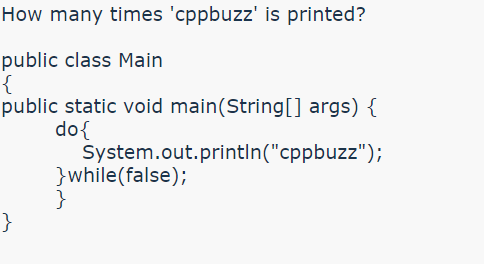 How many times 'cppbuzz' is printed?
public class Main
{
public static void main(String[] args) {
do{
System.out.println("cppbuzz");
}while(false);
}
}